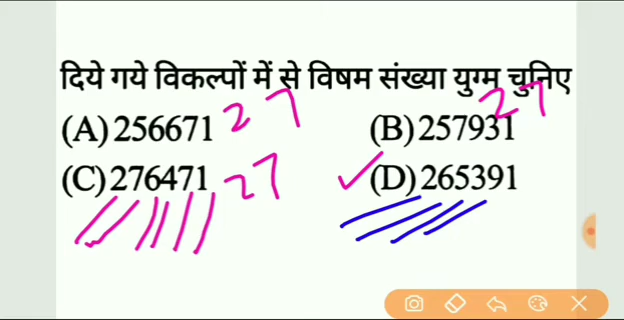 दिये गये विकल्पों में से विषम संख्या युग्म चुनिए
(A) 256671 27 (B) 257931 27
(C) 276471 27 (D) 265391